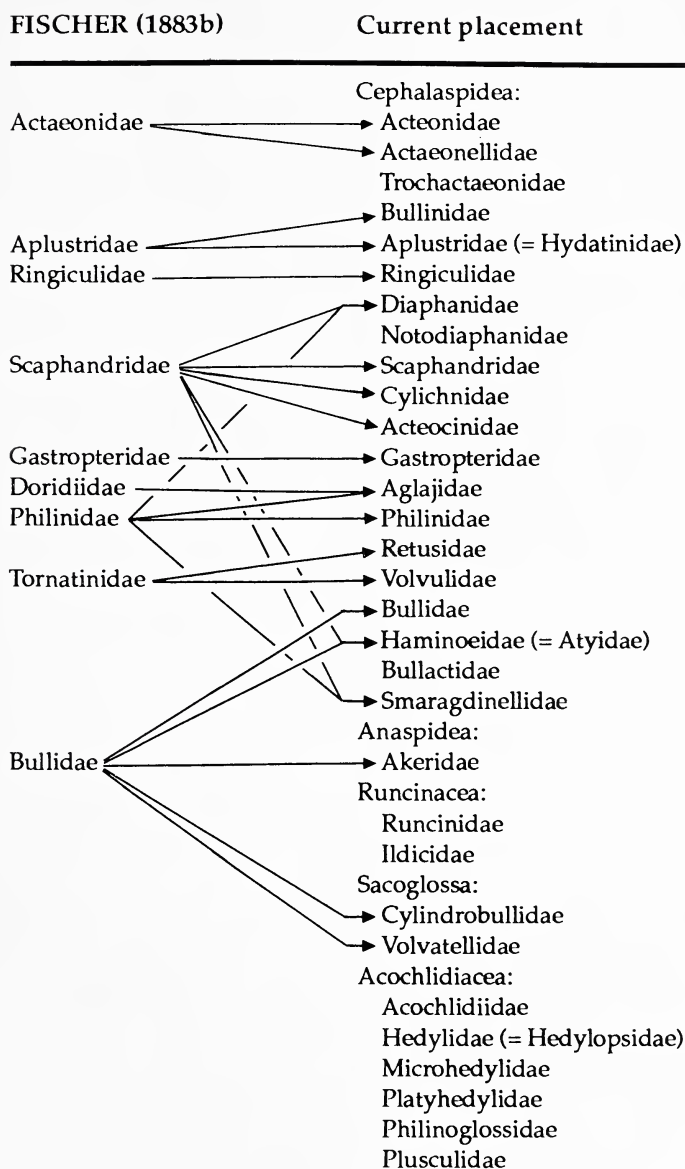 FISCHER (1883b) Current placement
Cephalaspidea:
Actaeonidae Acteonidae
Actaeonellidae
Trochactaeonidae
Bullinidae
Aplustridae Aplustridae (= Hydatinidae)
Ringiculidae Ringiculidae
Diaphanidae
Notodiaphanidae
Scaphandridae Scaphandridae
Cylichnidae
Acteocinidae
Gastropteridae Gastropteridae
Doridiidae Aglajidae
Philinidae Philinidae
Retusidae
Tornatinidae Volvulidae
Bullidae
Haminoeidae (= Atyidae)
Bullactidae
Smaragdinellidae
Anaspidea:
Bullidae Akeridae
Runcinacea:
Runcinidae
Ildicidae
Sacoglossa:
Cylindrobullidae
Volvatellidae
Acochlidiacea:
Acochlidiidae
Hedylidae (= Hedylopsidae)
Microhedylidae
Platyhedylidae
Philinoglossidae
Plusculidae